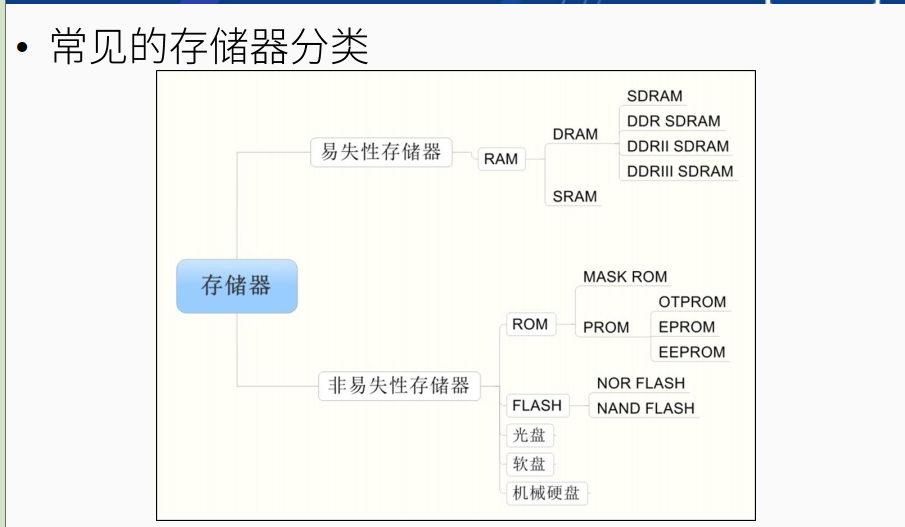 • 常见的存储器分类
SDRAM
DDR SDRAM
DRAM
DDRII SDRAM
易失性存储器
RAM
DDRIII SDRAM
SRAM
存储器
MASK ROM
OTPROM
ROM
PROM
EPROM
EEPROM
非易失性存储器
NOR FLASH
FLASH
NAND FLASH
光盘
软盘
机械硬盘